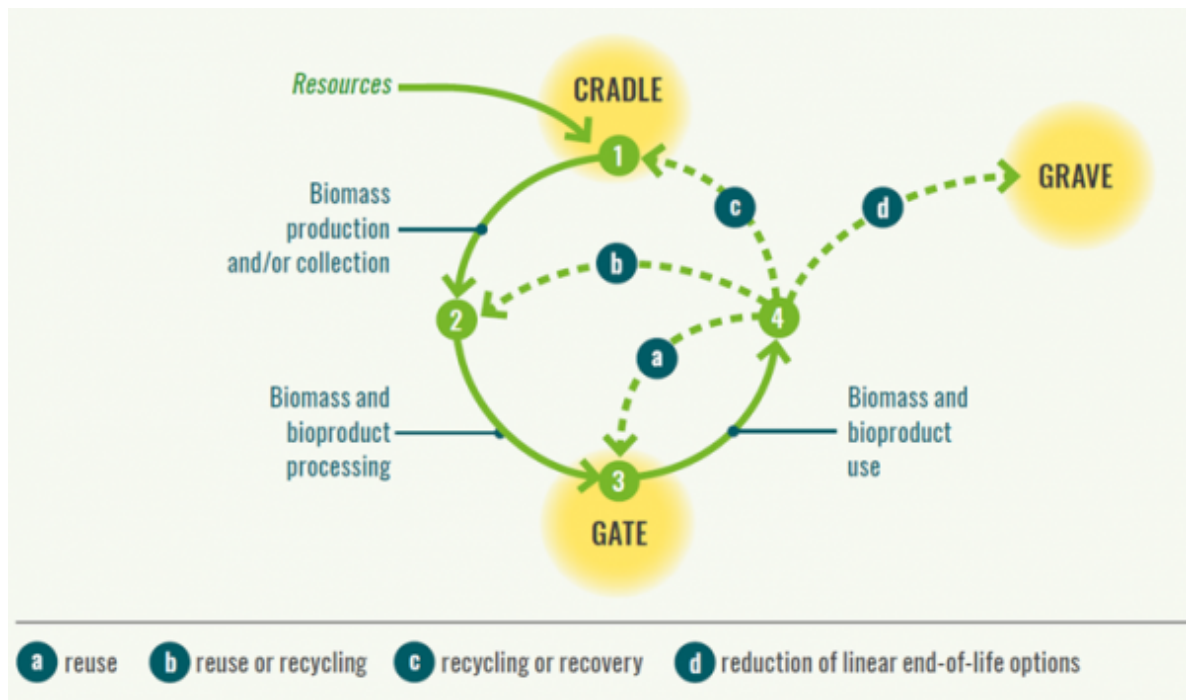 Resources
CRADLE
1
GRAVE
Biomass
production
and/or collection
c
d
b
2
4
a
Biomass and
bioproduct
processing
Biomass and
bioproduct
use
3
GATE
a reuse
b reuse or recycling
c recycling or recovery
d reduction of linear end-of-life options